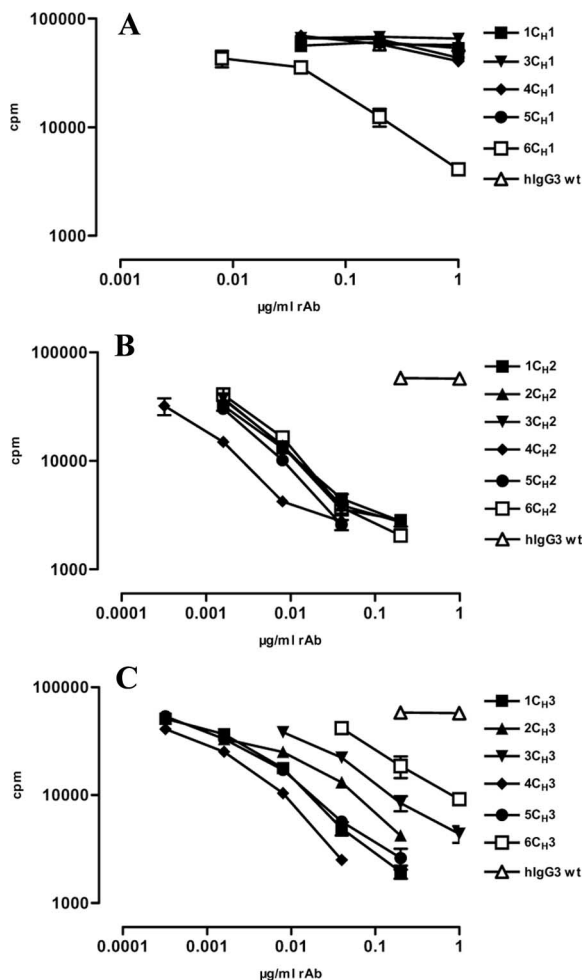 A
100000
10000
1000
cpm
0.001
0.01
0.1
1
µg/ml rAb
1CH1
3CH1
4CH1
5CH1
6CH1
hIgG3 wt
B
100000
10000
1000
cpm
0.0001
0.001
0.01
0.1
1
µg/ml rAb
1CH2
2CH2
3CH2
4CH2
5CH2
6CH2
hIgG3 wt
C
100000
10000
1000
cpm
0.0001
0.001
0.01
0.1
1
µg/ml rAb
1CH3
2CH3
3CH3
4CH3
5CH3
6CH3
hIgG3 wt